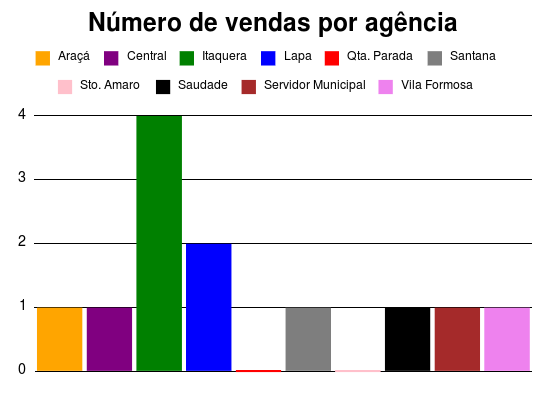 Número de vendas por agência
Araçá Central Itaquera Lapa Qta. Parada Santana
Sto. Amaro Saudade Servidor Municipal Vila Formosa
4
3
2
1
0